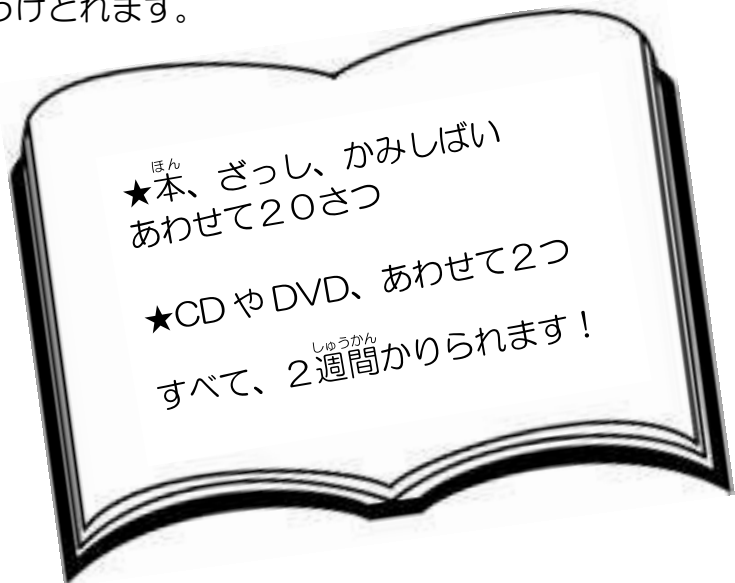 うけとれます。
★本、ざっし、かみしばい
あわせて２０さつ
★CDやDVD、あわせて２つ
すべて、２週間かりられます！